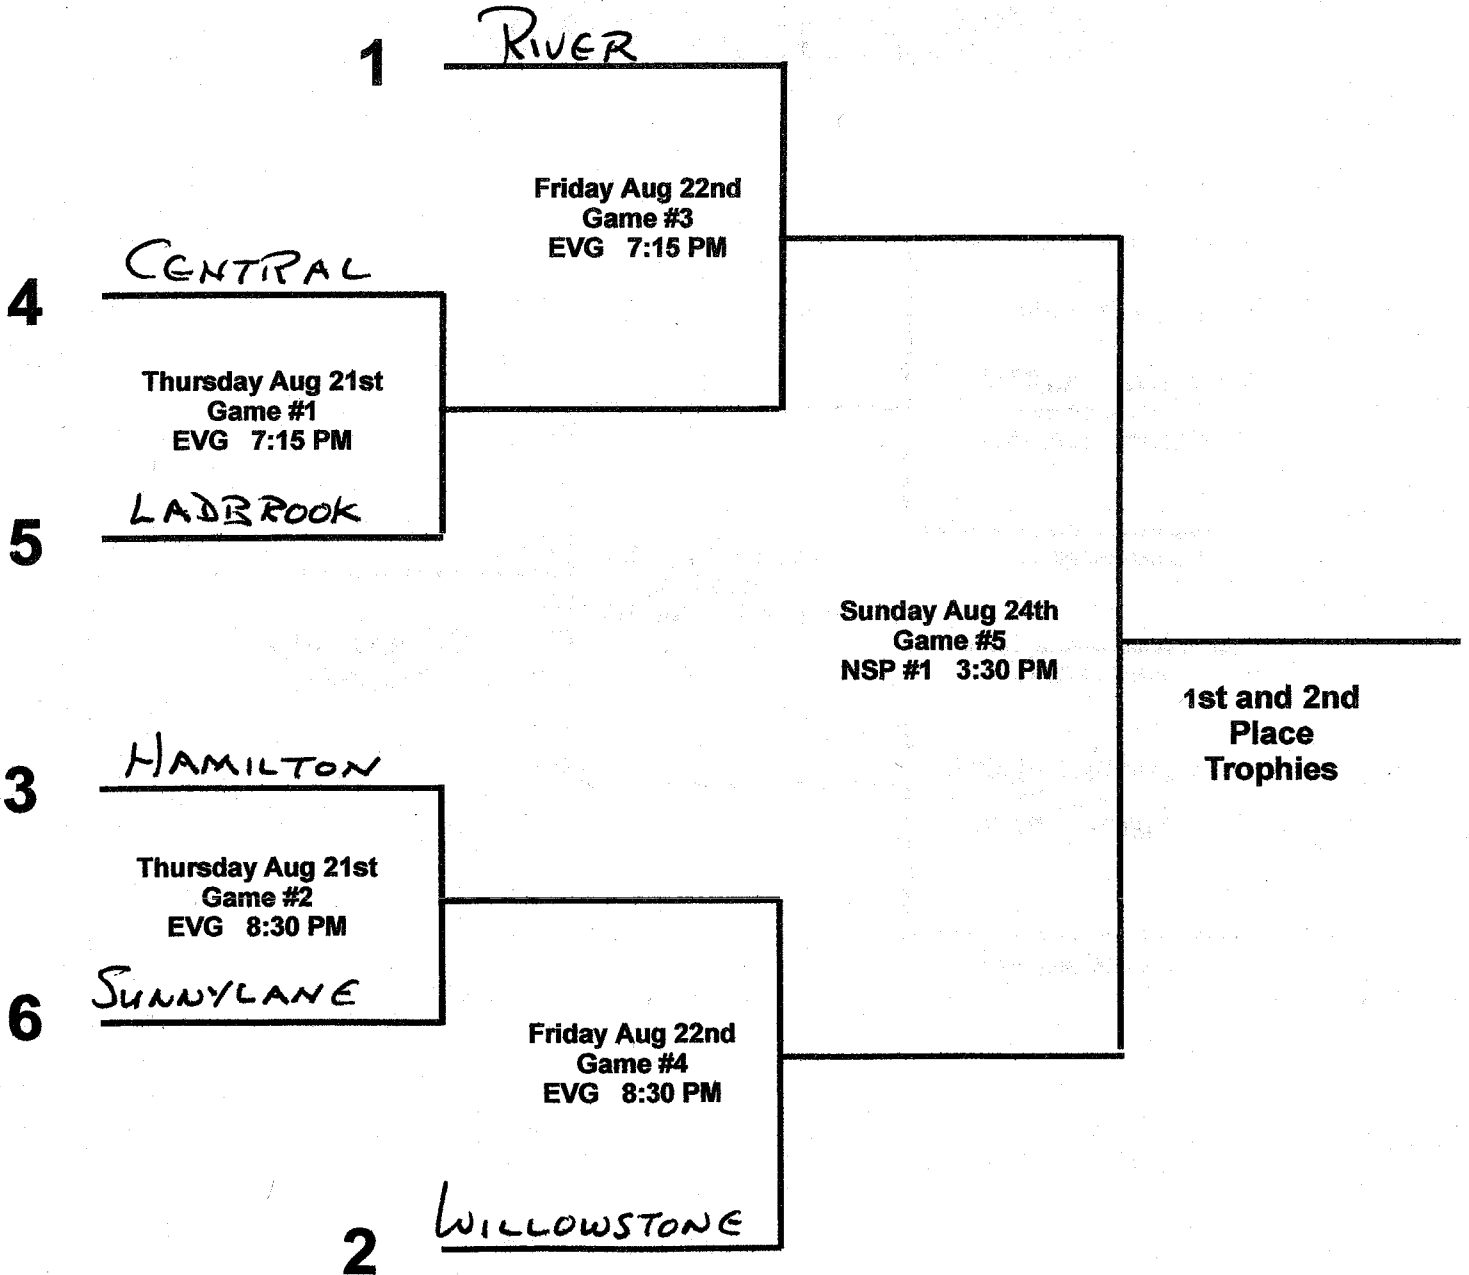 1 RIVER
Friday Aug 22nd
Game #3
EVG 7:15 PM
4 CENTRAL
Thursday Aug 21st
Game #1
EVG 7:15 PM
5 LADBROOK
Sunday Aug 24th
Game #5
NSP #1 3:30 PM
1st and 2nd
Place
Trophies
3 HAMILTON
Thursday Aug 21st
Game #2
EVG 8:30 PM
6 SUNNYLANE
Friday Aug 22nd
Game #4
EVG 8:30 PM
2 WILLOWSTONE